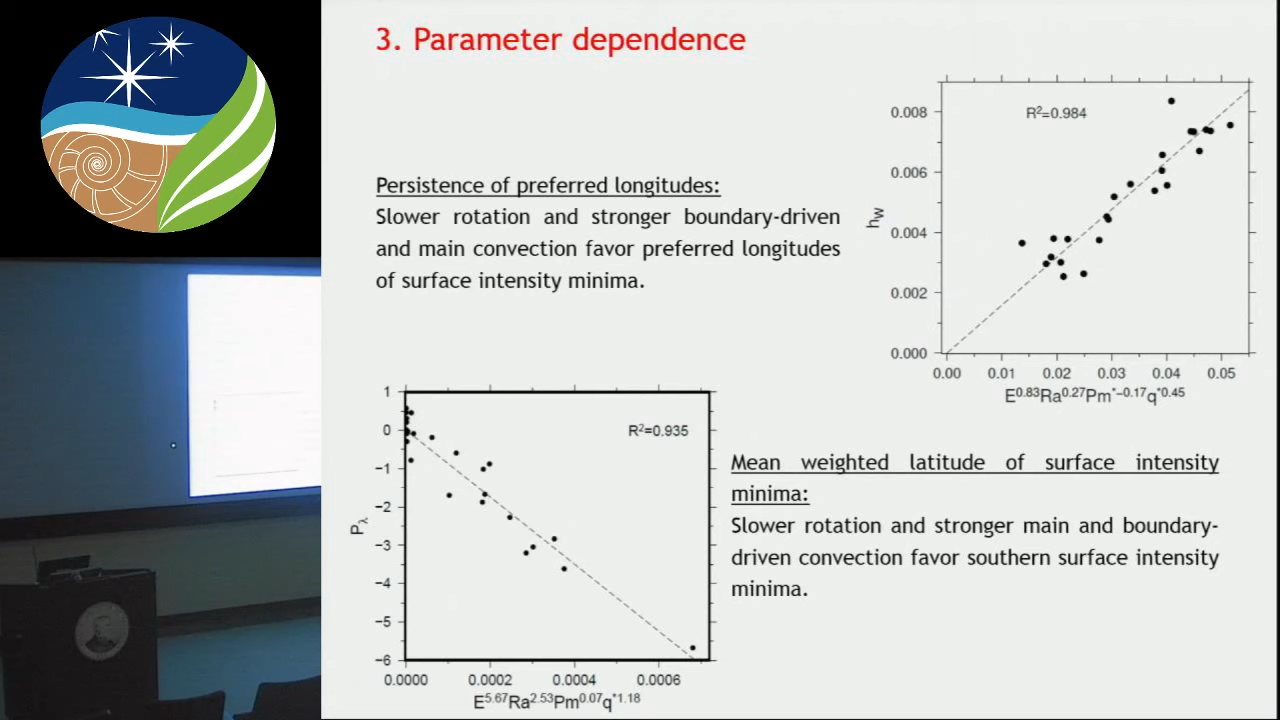 3. Parameter dependence
Persistence of preferred longitudes:
Slower rotation and stronger boundary-driven
and main convection favor preferred longitudes
of surface intensity minima.
R²=0.984
0.008
0.006
0.004
0.002
0.000
hw
0.00 0.01 0.02 0.03 0.04 0.05
E^0.83Ra^0.27Pm*^−0.17q*^0.45
1
0
−1
−2
−3
−4
−5
−6
Pλ
R²=0.935
0.0000 0.0002 0.0004 0.0006
E^5.67Ra^2.53Pm^0.07q*^1.18
Mean weighted latitude of surface intensity
minima:
Slower rotation and stronger main and boundary-
driven convection favor southern surface intensity
minima.